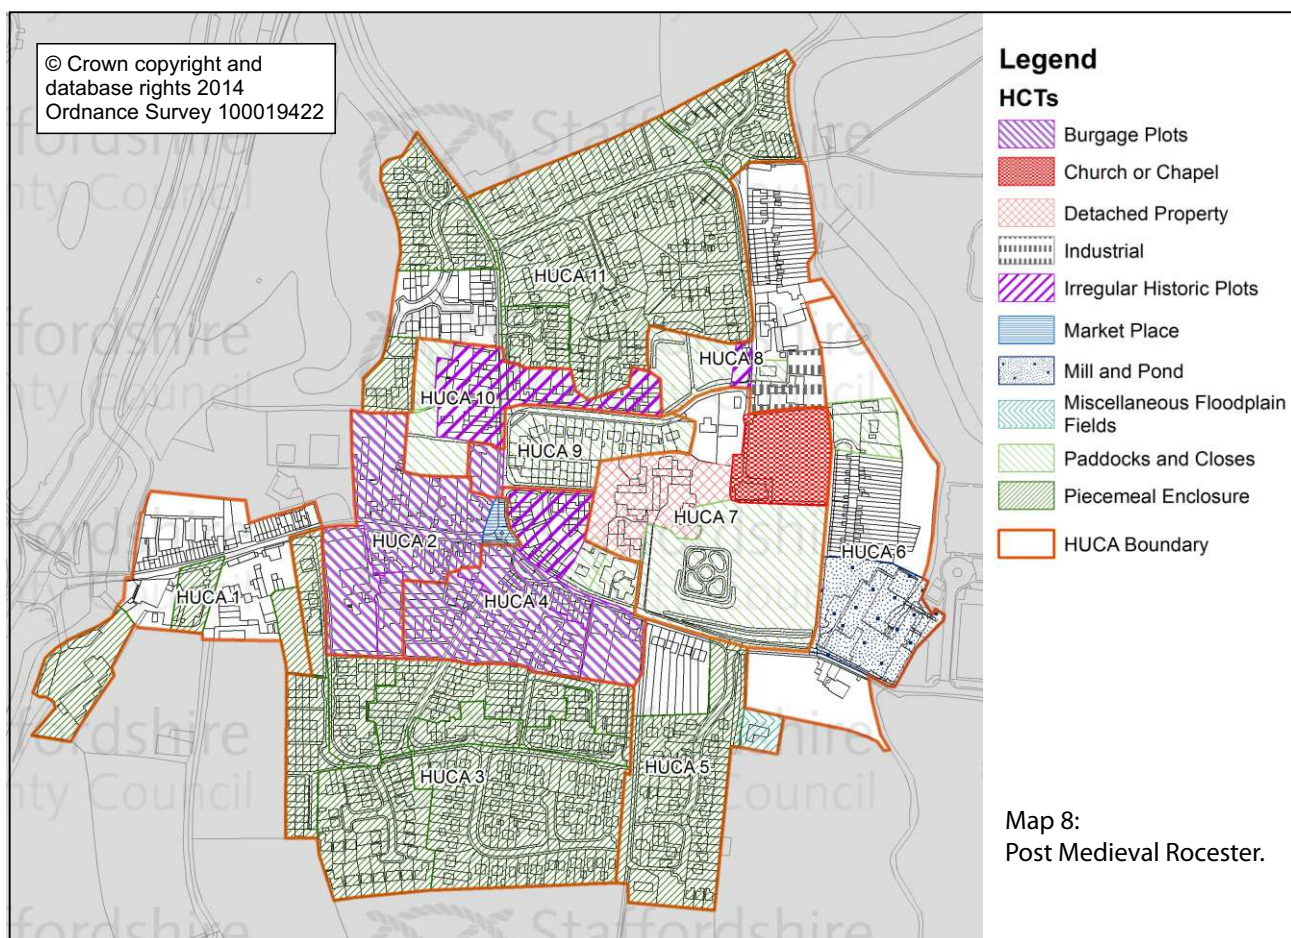 © Crown copyright and
database rights 2014
Ordnance Survey 100019422
Legend
HCTs
Burgage Plots
Church or Chapel
Detached Property
Industrial
Irregular Historic Plots
Market Place
Mill and Pond
Miscellaneous Floodplain
Fields
Paddocks and Closes
Piecemeal Enclosure
HUCA Boundary
HUCA 11
HUCA 8
HUCA 10
HUCA 9
HUCA 7
HUCA 2
HUCA 6
HUCA 1
HUCA 4
HUCA 5
HUCA 3
Map 8:
Post Medieval Rocester.
Staffordshire
County Council